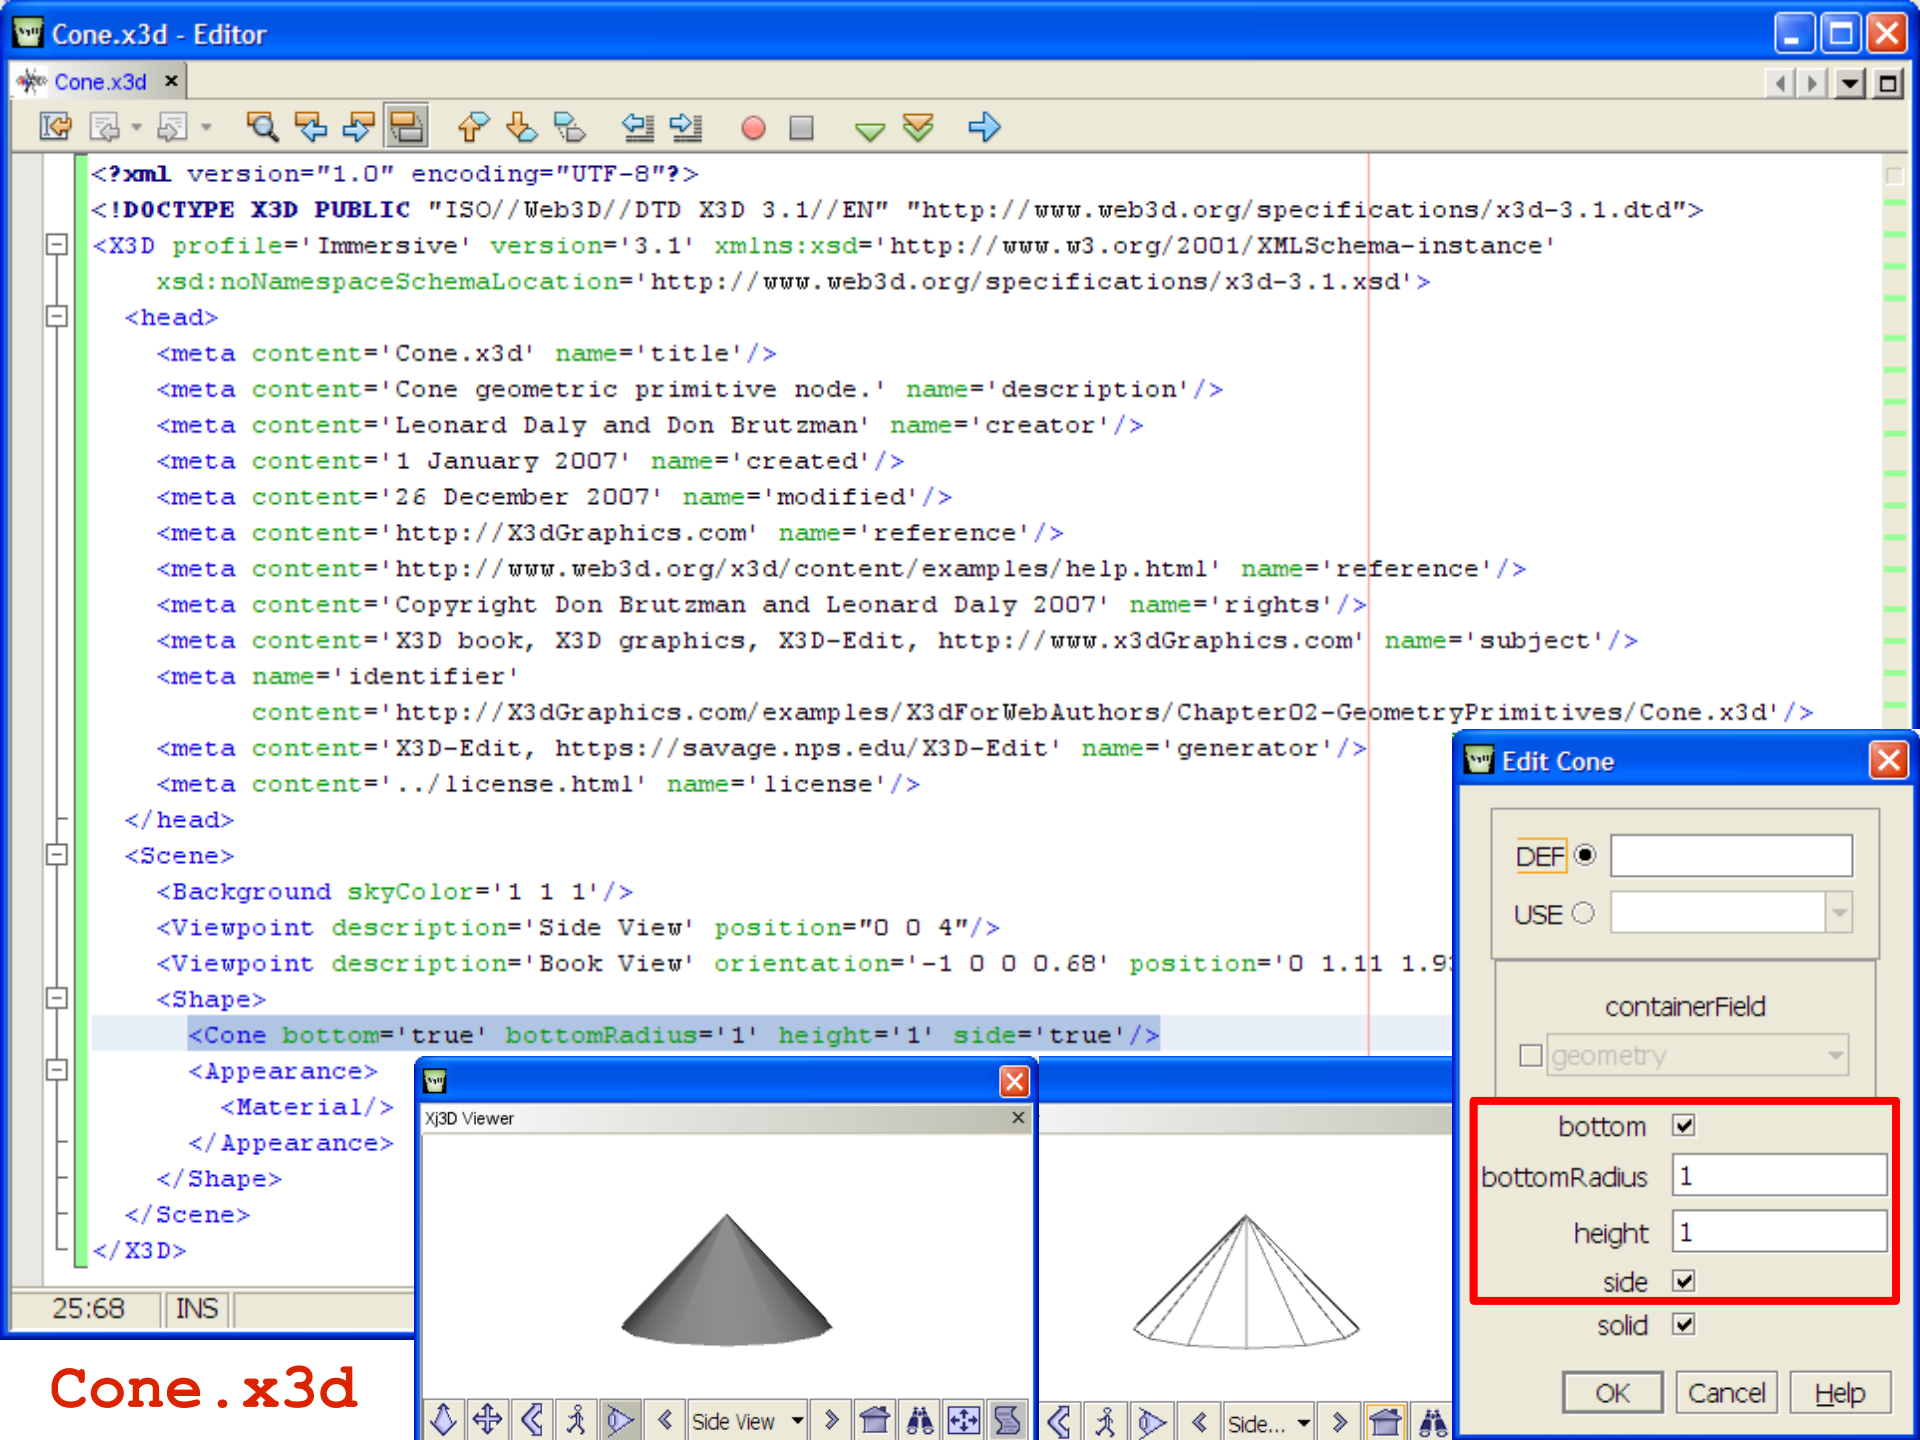 Cone.x3d - Editor
Cone.x3d
<?xml version="1.0" encoding="UTF-8"?>
<!DOCTYPE X3D PUBLIC "ISO//Web3D//DTD X3D 3.1//EN" "http://www.web3d.org/specifications/x3d-3.1.dtd">
<X3D profile='Immersive' version='3.1' xmlns:xsd='http://www.w3.org/2001/XMLSchema-instance'
xsd:noNamespaceSchemaLocation='http://www.web3d.org/specifications/x3d-3.1.xsd'>
<head>
<meta content='Cone.x3d' name='title'/>
<meta content='Cone geometric primitive node.' name='description'/>
<meta content='Leonard Daly and Don Brutzman' name='creator'/>
<meta content='1 January 2007' name='created'/>
<meta content='26 December 2007' name='modified'/>
<meta content='http://X3dGraphics.com' name='reference'/>
<meta content='http://www.web3d.org/x3d/content/examples/help.html' name='reference'/>
<meta content='Copyright Don Brutzman and Leonard Daly 2007' name='rights'/>
<meta content='X3D book, X3D graphics, X3D-Edit, http://www.x3dGraphics.com' name='subject'/>
<meta name='identifier'
content='http://X3dGraphics.com/examples/X3dForWebAuthors/Chapter02-GeometryPrimitives/Cone.x3d'/>
<meta content='X3D-Edit, https://savage.nps.edu/X3D-Edit' name='generator'/>
<meta content='../license.html' name='license'/>
</head>
<Scene>
<Background skyColor='1 1 1'/>
<Viewpoint description='Side View' position="0 0 4"/>
<Viewpoint description='Book View' orientation='-1 0 0 0.68' position='0 1.11 1.93
<Shape>
<Cone bottom='true' bottomRadius='1' height='1' side='true'/>
<Appearance>
<Material/>
</Appearance>
</Shape>
</Scene>
</X3D>
25:68 INS
Cone.x3d
Xj3D Viewer
Side View
Side...
Edit Cone
DEF
USE
containerField
geometry
bottom
bottomRadius 1
height 1
side
solid
OK Cancel Help